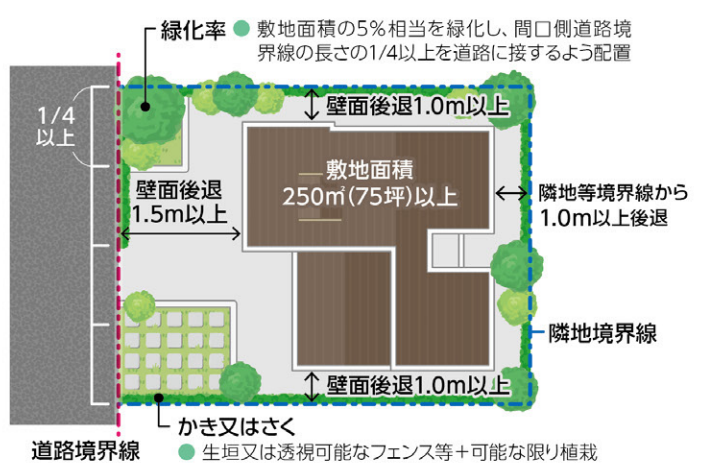 緑化率 ● 敷地面積の5%相当を緑化し、間口側道路境
界線の長さの1/4以上を道路に接するよう配置
1/4
以上
壁面後退1.0m以上
敷地面積
250㎡(75坪)以上
壁面後退
1.5m以上
隣地等境界線から
1.0m以上後退
隣地境界線
壁面後退1.0m以上
かき又はさく
道路境界線
● 生垣又は透視可能なフェンス等+可能な限り植栽